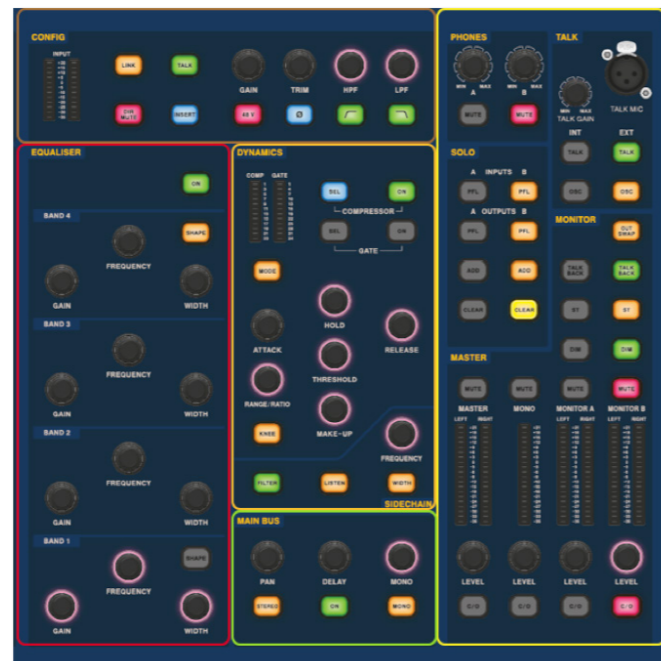 CONFIG
INPUT
LINK
TALK
DIR MUTE
INSERT
GAIN
TRIM
HPF
LPF
48 V
Ø
EQUALISER
ON
BAND 4
SHAPE
FREQUENCY
GAIN
WIDTH
BAND 3
FREQUENCY
GAIN
WIDTH
BAND 2
FREQUENCY
GAIN
WIDTH
BAND 1
SHAPE
FREQUENCY
GAIN
WIDTH
DYNAMICS
COMP GATE
SEL
ON
COMPRESSOR
SEL
ON
GATE
MODE
HOLD
ATTACK
RELEASE
THRESHOLD
RANGE/RATIO
MAKE-UP
KNEE
FREQUENCY
FILTER
LISTEN
WIDTH
SIDECHAIN
MAIN BUS
PAN
DELAY
MONO
STEREO
ON
MONO
PHONES
MIN MAX
MIN MAX
A
B
MUTE
MUTE
TALK
MIN MAX
TALK GAIN
TALK MIC
INT
EXT
TALK
TALK
OSC
OSC
SOLO
A INPUTS B
PFL
PFL
A OUTPUTS B
PFL
PFL
ADD
ADD
CLEAR
CLEAR
MONITOR
OUT SWAP
TALK BACK
TALK BACK
ST
ST
DIM
DIM
MASTER
MUTE
MUTE
MUTE
MUTE
MASTER
MONO
MONITOR A
MONITOR B
LEFT RIGHT
LEFT RIGHT
LEFT RIGHT
LEVEL
LEVEL
LEVEL
LEVEL
C/O
C/O
C/O
C/O